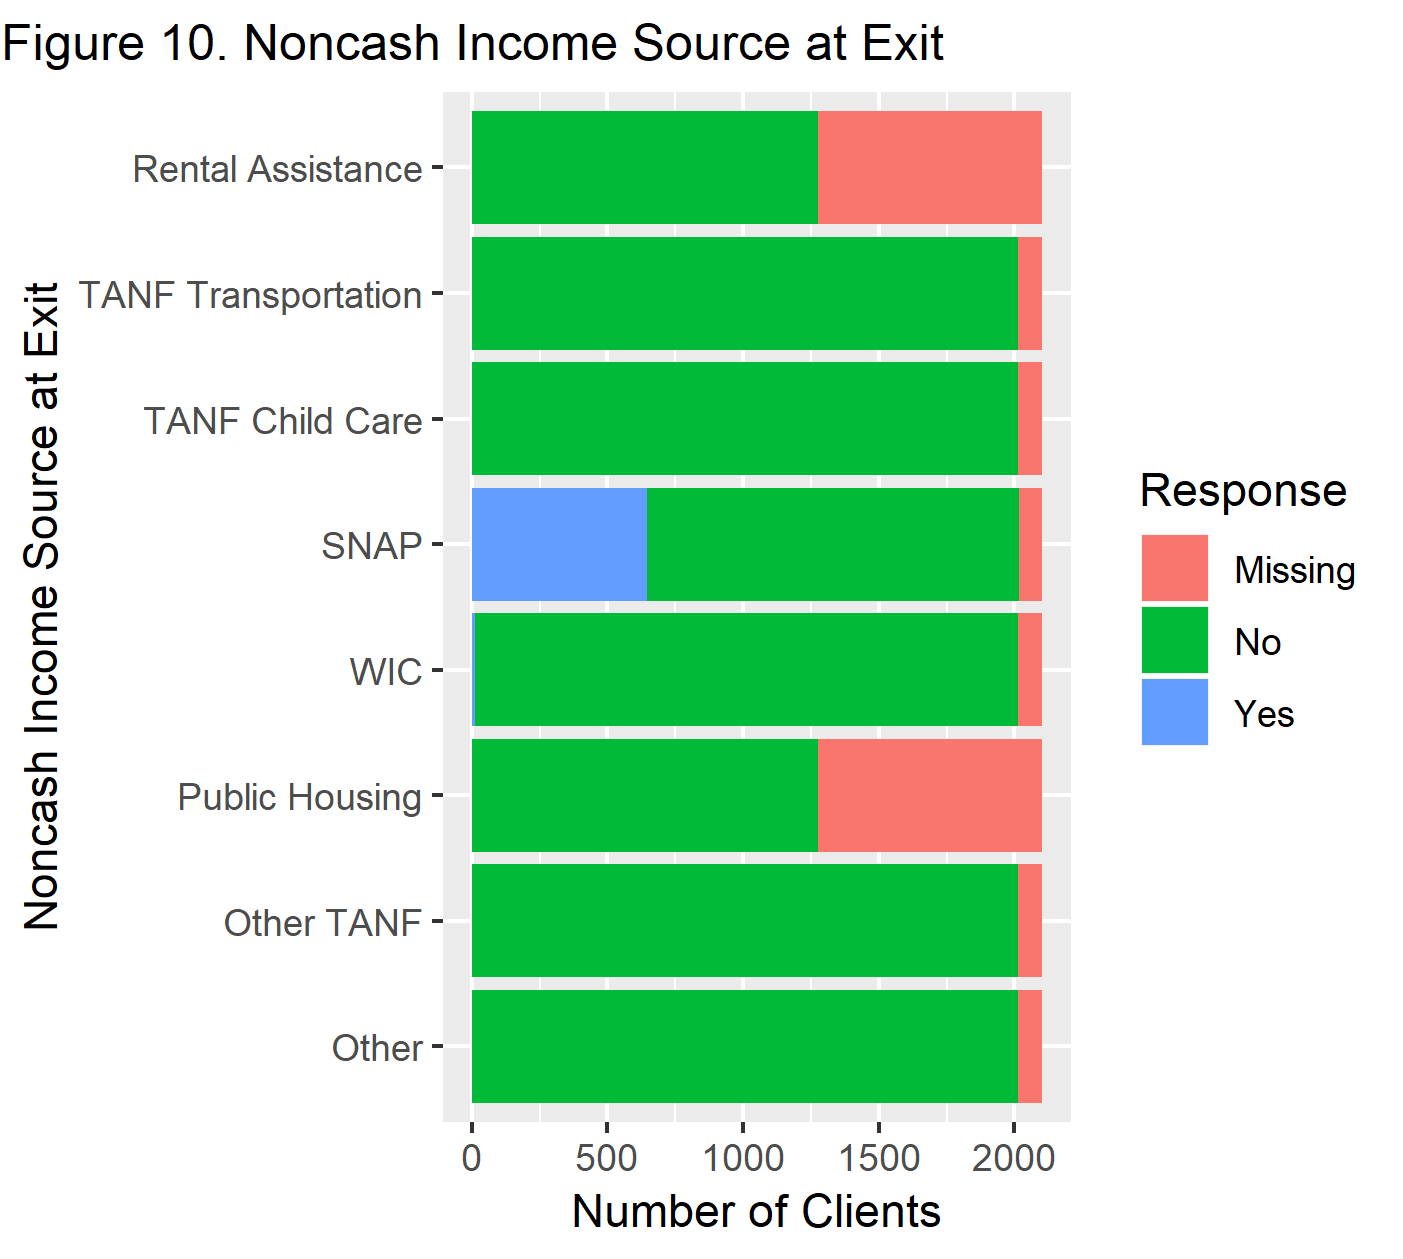 Figure 10. Noncash Income Source at Exit
Noncash Income Source at Exit
Rental Assistance
TANF Transportation
TANF Child Care
SNAP
WIC
Public Housing
Other TANF
Other
0 500 1000 1500 2000
Number of Clients
Response
Missing
No
Yes